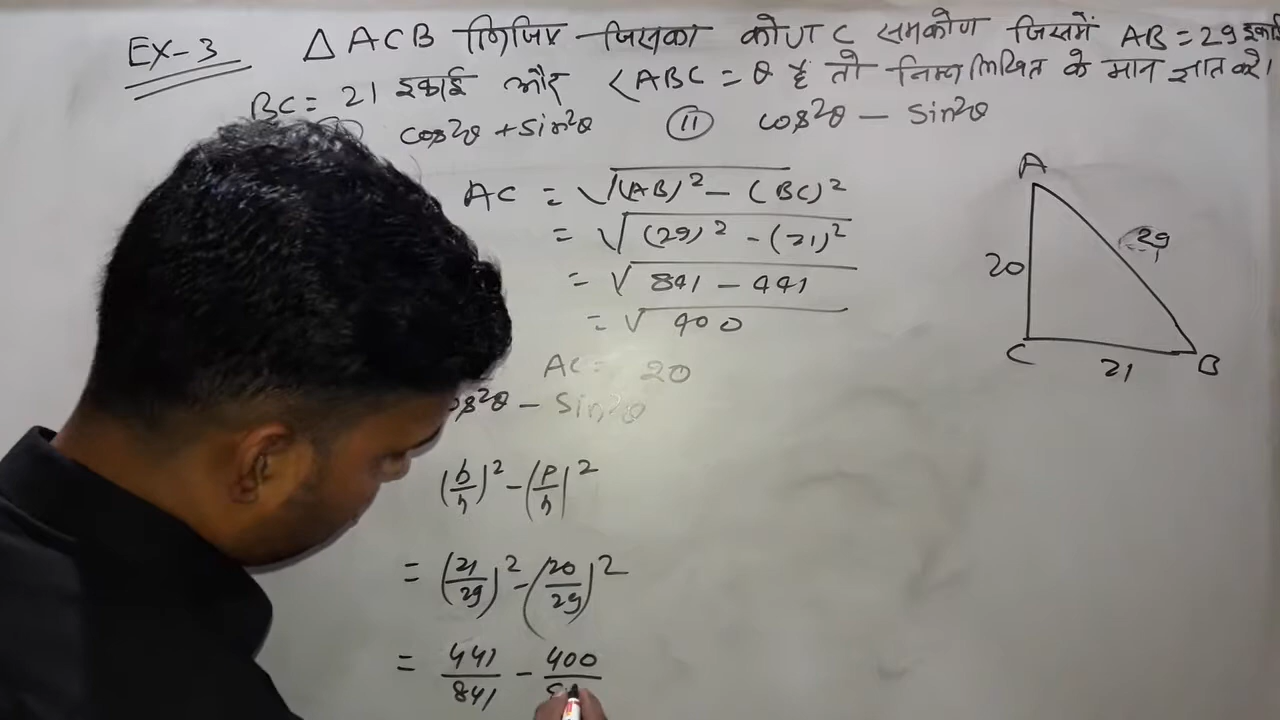 EX-3 △ ACB लिजिए जिसका कोण C समकोण जिसमें AB = 29 इकाई
BC = 21 इकाई और <ABC = θ है तो निम्नलिखित के मान ज्ञात करे।
cos²θ + sin²θ (ii) cos²θ – sin²θ
AC = √(AB)² – (BC)²
= √(29)² - (21)²
= √841 – 441
= √400
AC = 20
cos²θ – sin²θ
(b/h)² – (p/h)²
= (21/29)² – (20/29)²
= 441/841 – 400/
A
29
20
C
21
B